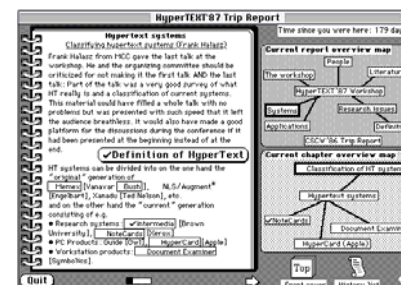 HyperTEXT'87 Trip Report
Hypertext systems
Classifying hypertext systems (Frank Halasz)
Frank Halasz from MCC gave the last talk at the
workshop. He and the organizing committee should be
criticized for not making it the first talk AND the last
talk: Part of the talk was a very good survey of what
HT really is and a classification of current systems.
This material could have filled a whole talk with no
problems but was presented with such speed that it left
the audience breathless. It would also have made a good
platform for the discussions during the conference if it
had been presented at the beginning instead of at the
end.
✓Definition of HyperText
HT systems can be divided into on the one hand the
"original" generation of
Memex [Vanavar Bush], NLS/Augment*
[Engelbart], Xanadu [Ted Nelson], etc.
and on the other hand the "current" generation
consisting of e.g.
• Research systems: ✓Intermedia [Brown
University], NoteCards [Xerox]
• PC Products: Guide [Owl], HyperCard [Apple]
• Workstation products: Document Examiner
[Symbolics].
Quit
Time since you were here: 179 day
Current report overview map
People
The workshop
Literatur
HyperTEXT'87 Workshop
Systems
Research Issues
Applications
Definit
CSCW'86 Trip Report
Current chapter overview map
Classification of HT system
Hypertext systems
✓NoteCards
Document Examiner
HyperCard (Apple)
Top
Front cover
History list